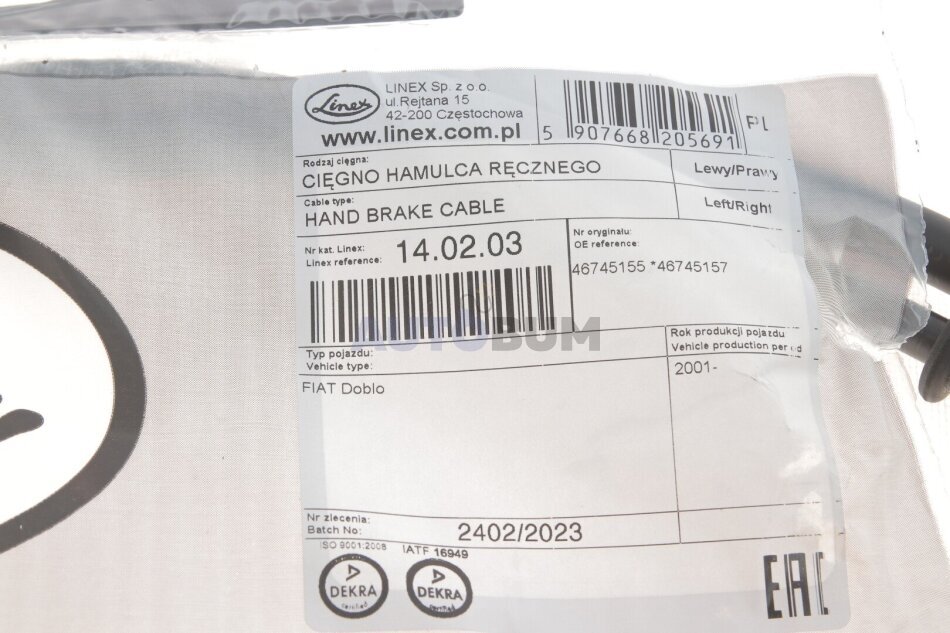 Linex
LINEX Sp. z o.o.
ul.Rejtana 15
42-200 Częstochowa
www.linex.com.pl
5 907668 205691
PL
Rodzaj cięgna:
CIĘGNO HAMULCA RĘCZNEGO
Lewy/Prawy
Cable type:
HAND BRAKE CABLE
Left/Right
Nr kat. Linex:
Linex reference:
14.02.03
Nr oryginału:
OE reference:
46745155 *46745157
AUTOBUM
Typ pojazdu:
Vehicle type:
Rok produkcji pojazdu
Vehicle production period
FIAT Doblo
2001-
Nr zlecenia:
Batch No:
2402/2023
ISO 9001:2008
IATF 16949
DEKRA
certified
DEKRA
certified
EAC